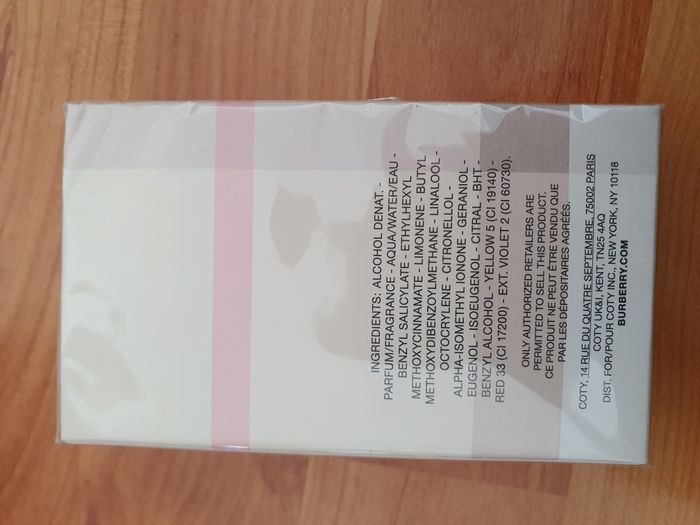 INGREDIENTS: ALCOHOL DENAT. -
PARFUM/FRAGRANCE - AQUA/WATER/EAU -
BENZYL SALICYLATE - ETHYLHEXYL
METHOXYCINNAMATE - LIMONENE - BUTYL
METHOXYDIBENZOYLMETHANE - LINALOOL -
OCTOCRYLENE - CITRONELLOL -
ALPHA-ISOMETHYL IONONE - GERANIOL -
EUGENOL - ISOEUGENOL - CITRAL - BHT -
BENZYL ALCOHOL - YELLOW 5 (CI 19140) -
RED 33 (CI 17200) - EXT. VIOLET 2 (CI 60730).
ONLY AUTHORIZED RETAILERS ARE
PERMITTED TO SELL THIS PRODUCT.
CE PRODUIT NE PEUT ÊTRE VENDU QUE
PAR LES DÉPOSITAIRES AGRÉÉS.
COTY, 14 RUE DU QUATRE SEPTEMBRE, 75002 PARIS
COTY UK&I, KENT, TN25 4AQ
DIST. FOR/POUR COTY INC., NEW YORK, NY 10118
BURBERRY.COM